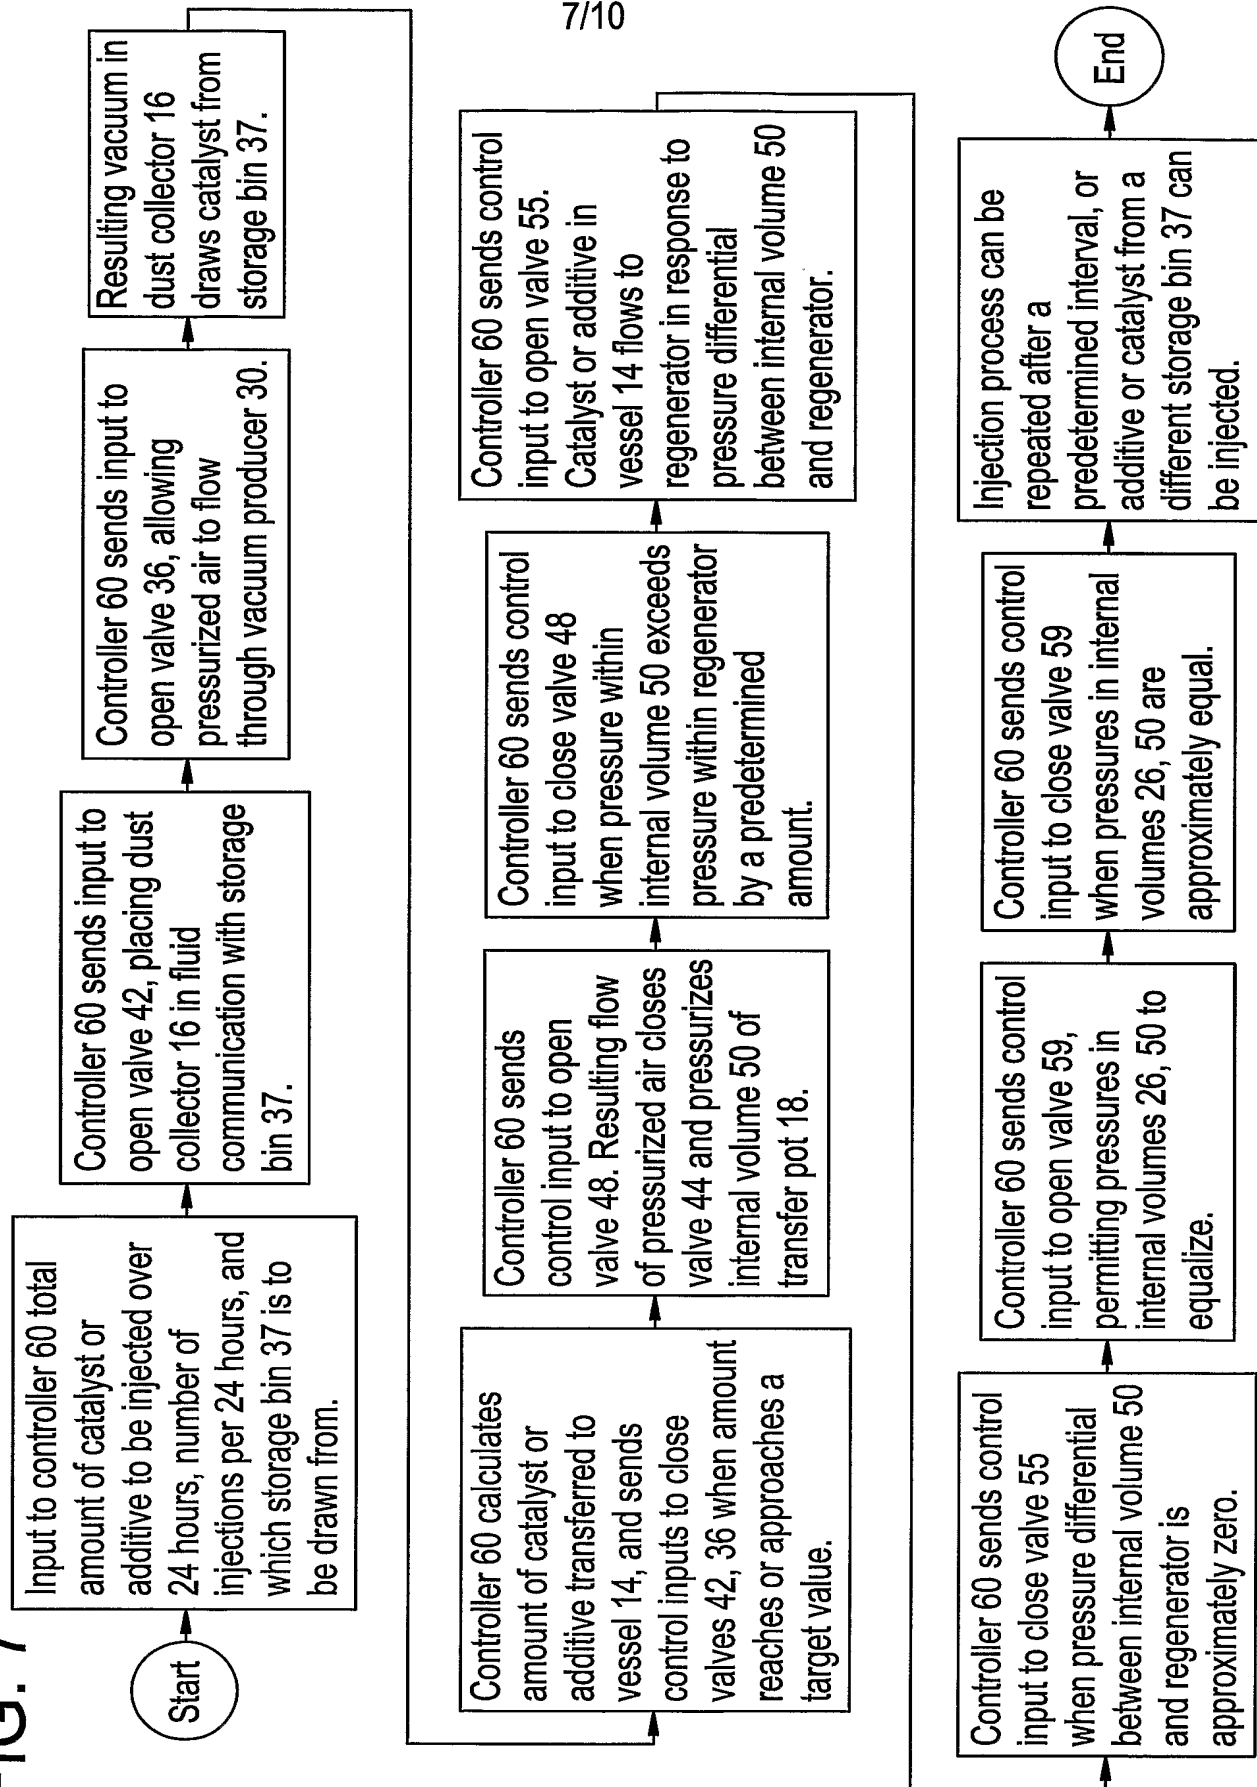 7/10
FIG. 7
Start
Input to controller 60 total
amount of catalyst or
additive to be injected over
24 hours, number of
injections per 24 hours, and
which storage bin 37 is to
be drawn from.
Controller 60 sends input to
open valve 42, placing dust
collector 16 in fluid
communication with storage
bin 37.
Controller 60 sends input to
open valve 36, allowing
pressurized air to flow
through vacuum producer 30.
Resulting vacuum in
dust collector 16
draws catalyst from
storage bin 37.
Controller 60 calculates
amount of catalyst or
additive transferred to
vessel 14, and sends
control inputs to close
valves 42, 36 when amount
reaches or approaches a
target value.
Controller 60 sends
control input to open
valve 48. Resulting flow
of pressurized air closes
valve 44 and pressurizes
internal volume 50 of
transfer pot 18.
Controller 60 sends control
input to close valve 48
when pressure within
internal volume 50 exceeds
pressure within regenerator
by a predetermined
amount.
Controller 60 sends control
input to open valve 55.
Catalyst or additive in
vessel 14 flows to
regenerator in response to
pressure differential
between internal volume 50
and regenerator.
Controller 60 sends control
input to close valve 55
when pressure differential
between internal volume 50
and regenerator is
approximately zero.
Controller 60 sends control
input to open valve 59,
permitting pressures in
internal volumes 26, 50 to
equalize.
Controller 60 sends control
input to close valve 59
when pressures in internal
volumes 26, 50 are
approximately equal.
Injection process can be
repeated after a
predetermined interval, or
additive or catalyst from a
different storage bin 37 can
be injected.
End